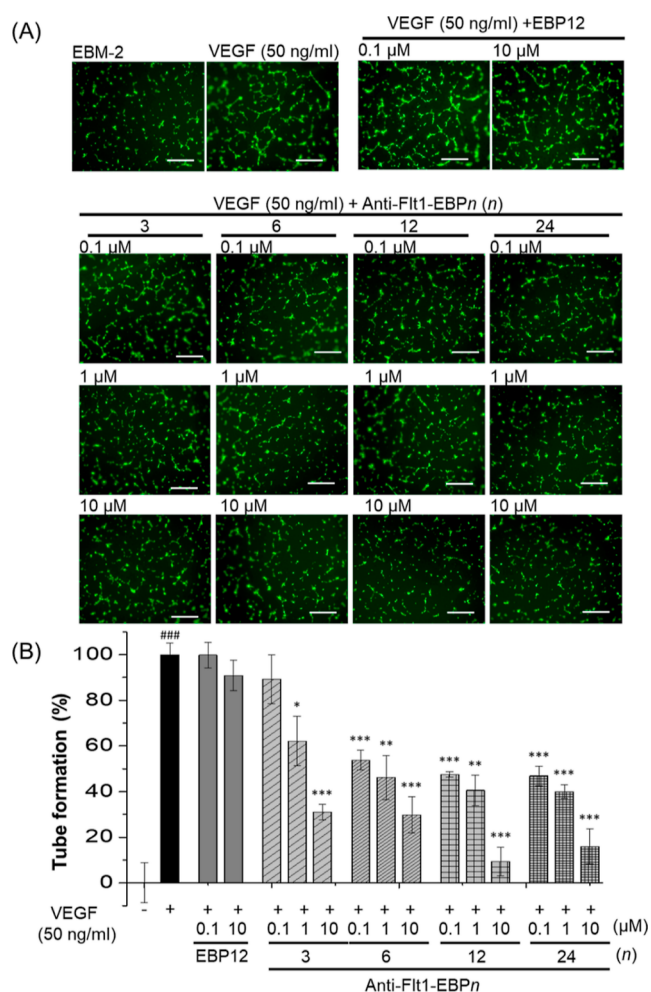 (A)
VEGF (50 ng/ml) +EBP12
EBM-2 VEGF (50 ng/ml) 0.1 µM 10 µM
VEGF (50 ng/ml) + Anti-Flt1-EBPn (n)
3 6 12 24
0.1 µM 0.1 µM 0.1 µM 0.1 µM
1 µM 1 µM 1 µM 1 µM
10 µM 10 µM 10 µM 10 µM
(B)
Tube formation (%)
100
80
60
40
20
0
###
* *** *** ** *** *** ** *** *** *** ***
VEGF (50 ng/ml) - + + + + + + + + + + + + + + +
0.1 10 0.1 1 10 0.1 1 10 0.1 1 10 0.1 1 10 (µM)
EBP12 3 6 12 24 (n)
Anti-Flt1-EBPn